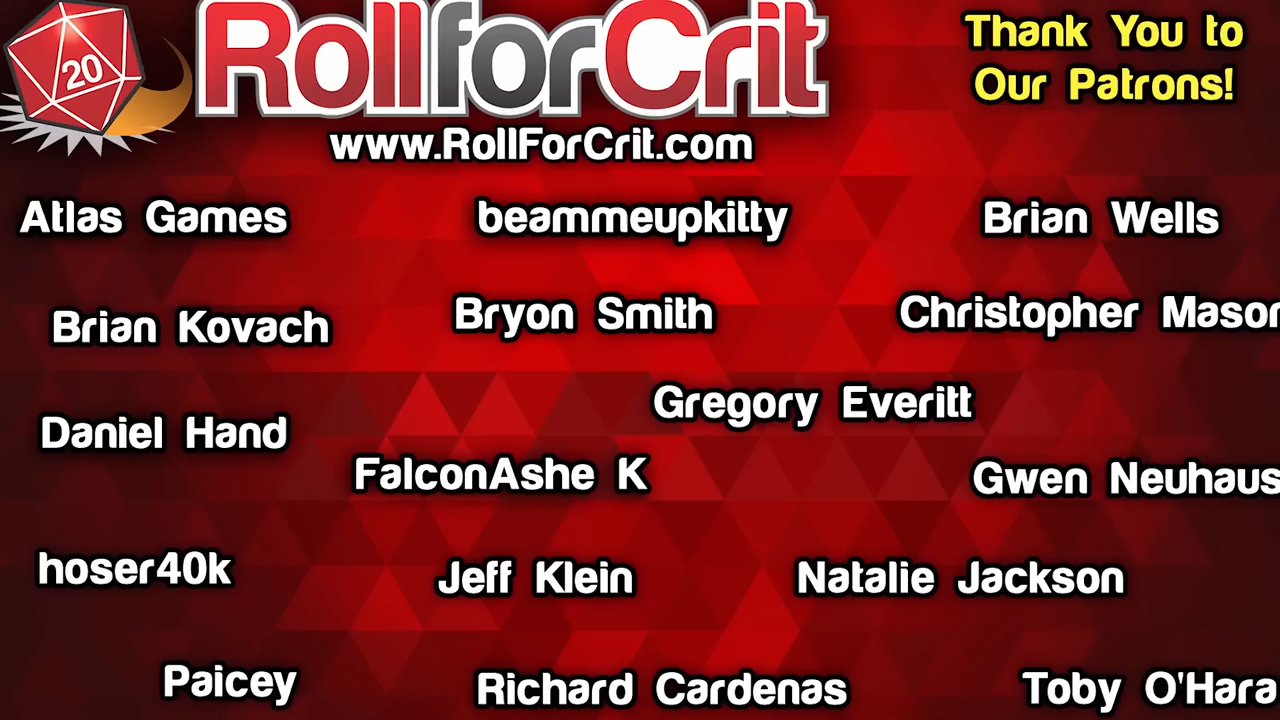 20
RollforCrit
Thank You to
Our Patrons!
www.RollForCrit.com
Atlas Games
beammeupkitty
Brian Wells
Brian Kovach
Bryon Smith
Christopher Mason
Daniel Hand
Gregory Everitt
FalconAshe K
Gwen Neuhaus
hoser40k
Jeff Klein
Natalie Jackson
Paicey
Richard Cardenas
Toby O'Hara